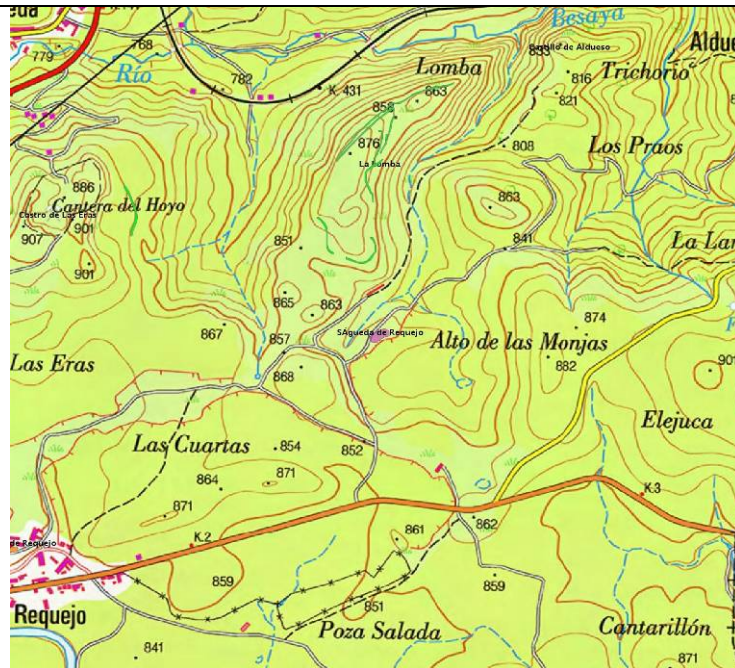 eda
Besaya
779
768
Castillo de Aldueso
833
Aldue
Río
782
K. 431
Lomba
863
858
816
Trichorio
821
876
La Lomba
808
Los Praos
886
Cantera del Hoyo
Castro de Las Eras
907
901
901
863
851
841
La Lan
865
863
867
857
SAgueda de Requejo
874
Alto de las Monjas
882
901
Las Eras
868
Elejuca
Las Cuartas
854
852
864
871
871
K.3
862
K.2
861
de Requejo
859
859
851
Requejo
Poza Salada
Cantarillón
841
871